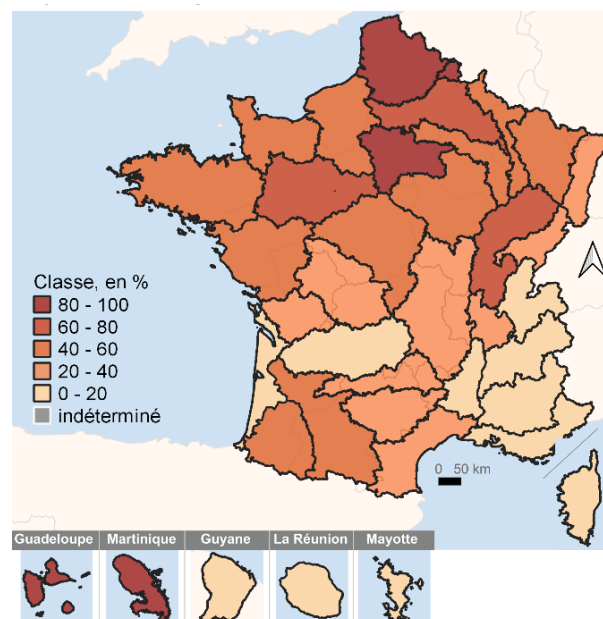 Classe, en %
80 - 100
60 - 80
40 - 60
20 - 40
0 - 20
indéterminé
0 50 km
Guadeloupe Martinique Guyane La Réunion Mayotte